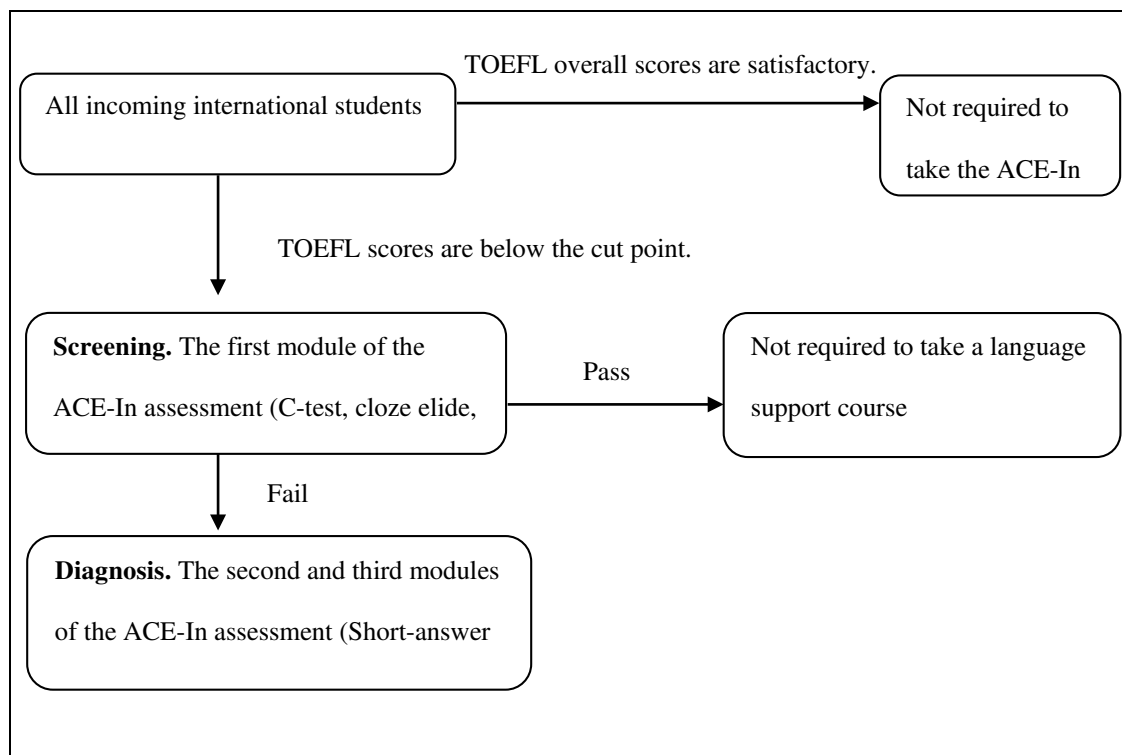 TOEFL overall scores are satisfactory.
All incoming international students
Not required to
take the ACE-In
TOEFL scores are below the cut point.
Screening. The first module of the
ACE-In assessment (C-test, cloze elide,
Pass
Not required to take a language
support course
Fail
Diagnosis. The second and third modules
of the ACE-In assessment (Short-answer